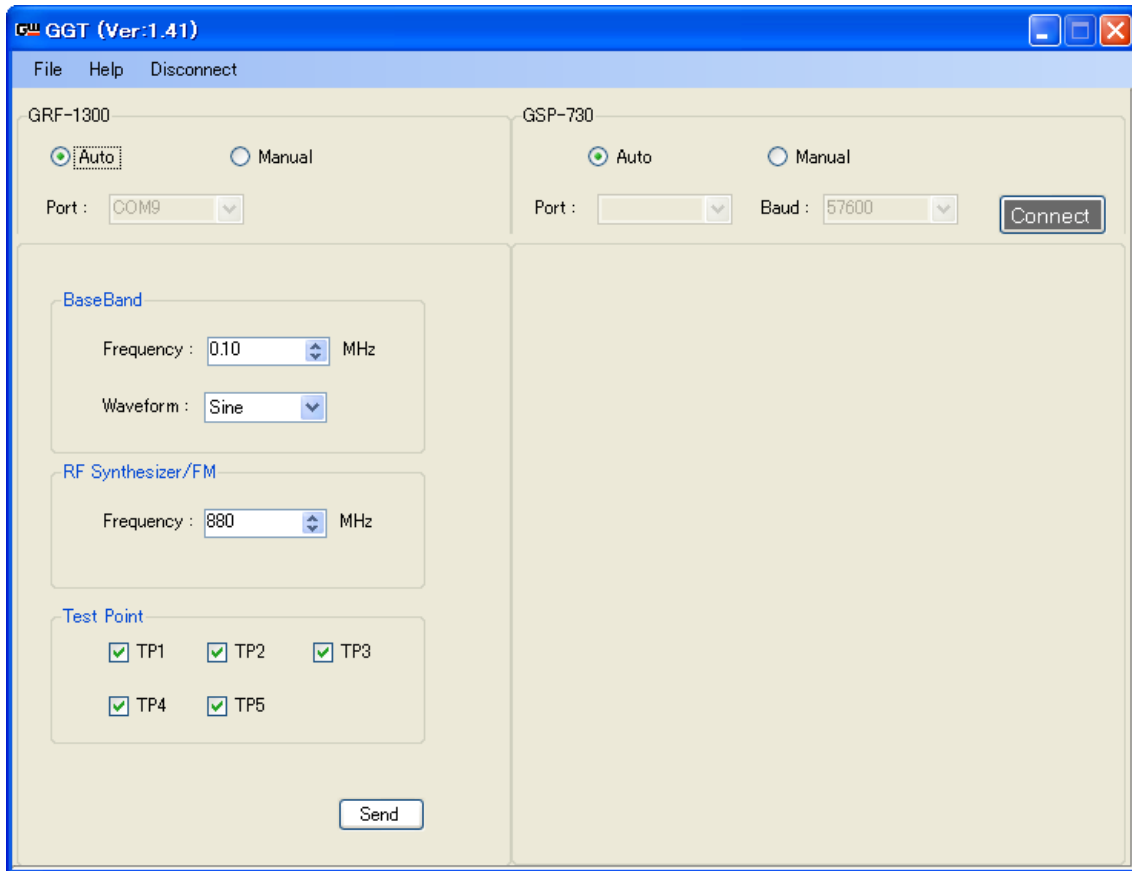 GW GGT (Ver:1.41)
File Help Disconnect
GRF-1300
Auto Manual
Port : COM9
GSP-730
Auto Manual
Port : Baud : 57600
Connect
BaseBand
Frequency : 0.10 MHz
Waveform : Sine
RF Synthesizer/FM
Frequency : 880 MHz
Test Point
TP1 TP2 TP3
TP4 TP5
Send